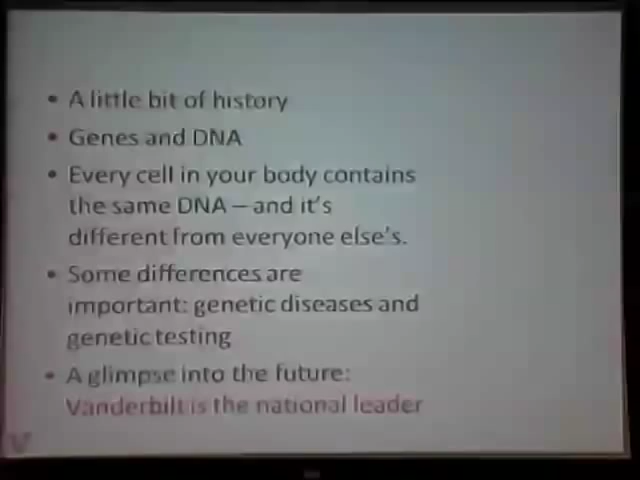 • A little bit of history
• Genes and DNA
• Every cell in your body contains
the same DNA – and it's
different from everyone else's.
• Some differences are
important: genetic diseases and
genetic testing
• A glimpse into the future:
Vanderbilt is the national leader
V